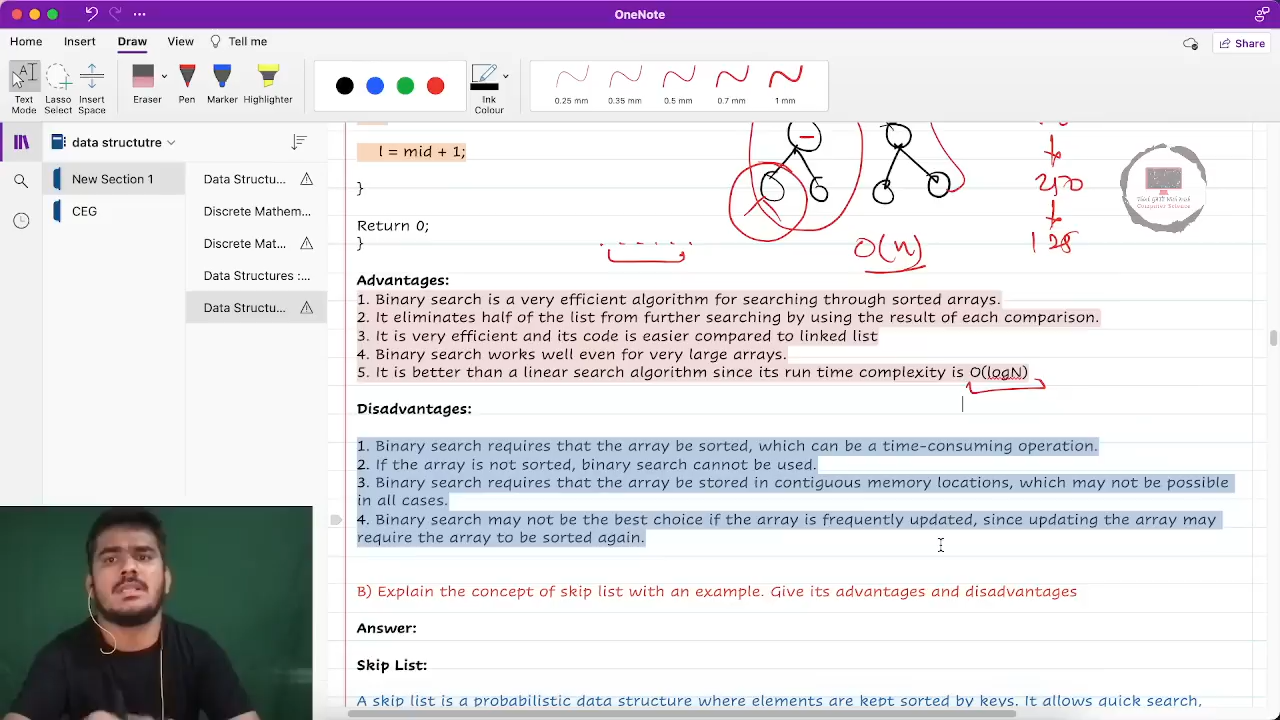 OneNote
Home Insert Draw View Tell me
Share
Text Mode
Lasso Select
Insert Space
Eraser
Pen
Marker
Highlighter
Ink Colour
0.25 mm 0.35 mm 0.5 mm 0.7 mm 1 mm
data structutre
New Section 1
CEG
Data Structu...
Discrete Mathem...
Discrete Mat...
Data Structures :...
Data Structu...
l = mid + 1;
}
Return 0;
}
O(n)
250
128
Computer Science
Advantages:
1. Binary search is a very efficient algorithm for searching through sorted arrays.
2. It eliminates half of the list from further searching by using the result of each comparison.
3. It is very efficient and its code is easier compared to linked list
4. Binary search works well even for very large arrays.
5. It is better than a linear search algorithm since its run time complexity is O(logN)
Disadvantages:
1. Binary search requires that the array be sorted, which can be a time-consuming operation.
2. If the array is not sorted, binary search cannot be used.
3. Binary search requires that the array be stored in contiguous memory locations, which may not be possible
in all cases.
4. Binary search may not be the best choice if the array is frequently updated, since updating the array may
require the array to be sorted again.
B) Explain the concept of skip list with an example. Give its advantages and disadvantages
Answer:
Skip List:
A skip list is a probabilistic data structure where elements are kept sorted by keys. It allows quick search,